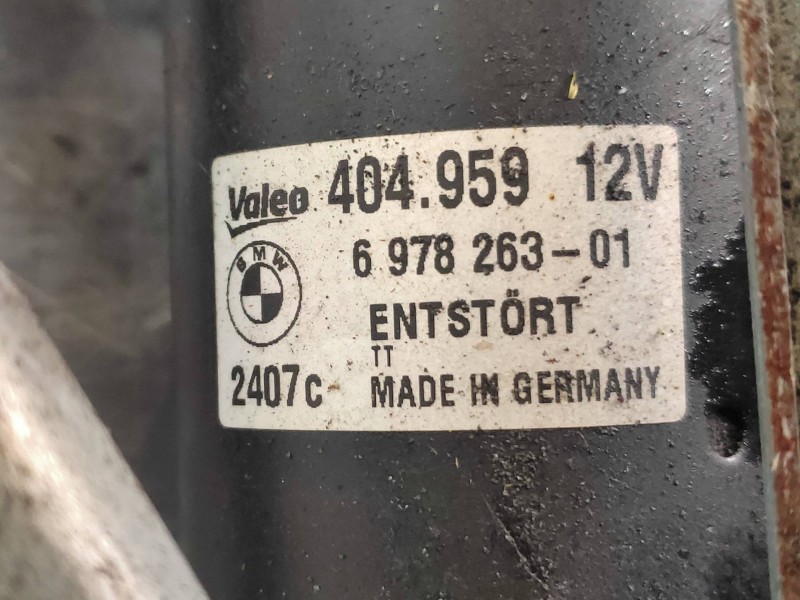 Valeo 404.959 12V
6 978 263-01
BMW
ENTSTÖRT
TT
2407C MADE IN GERMANY